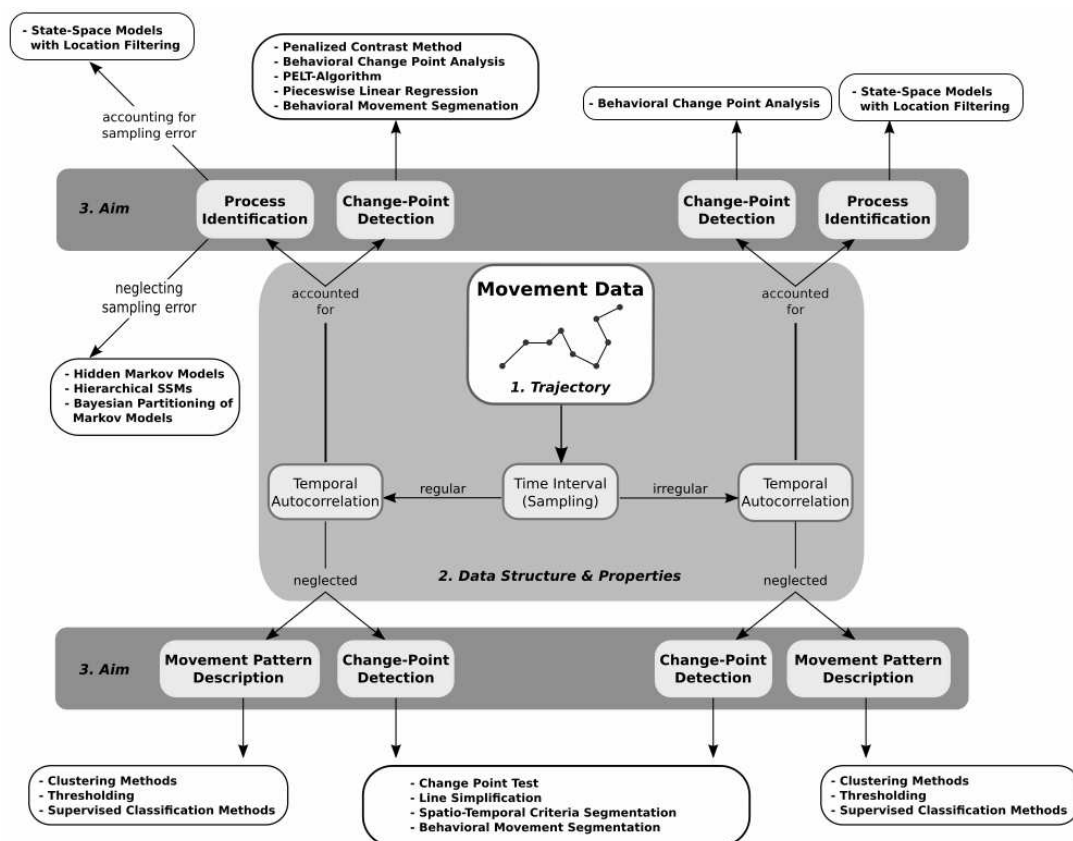 - State-Space Models
with Location Filtering
- Penalized Contrast Method
- Behavioral Change Point Analysis
- PELT-Algorithm
- Pieceswise Linear Regression
- Behavioral Movement Segmenation
- Behavioral Change Point Analysis
- State-Space Models
with Location Filtering
accounting for
sampling error
3. Aim
Process
Identification
Change-Point
Detection
Change-Point
Detection
Process
Identification
neglecting
sampling error
accounted
for
Movement Data
1. Trajectory
accounted
for
- Hidden Markov Models
- Hierarchical SSMs
- Bayesian Partitioning of
Markov Models
Temporal
Autocorrelation
regular
Time Interval
(Sampling)
irregular
Temporal
Autocorrelation
neglected
2. Data Structure & Properties
neglected
3. Aim
Movement Pattern
Description
Change-Point
Detection
Change-Point
Detection
Movement Pattern
Description
- Clustering Methods
- Thresholding
- Supervised Classification Methods
- Change Point Test
- Line Simplification
- Spatio-Temporal Criteria Segmentation
- Behavioral Movement Segmentation
- Clustering Methods
- Thresholding
- Supervised Classification Methods